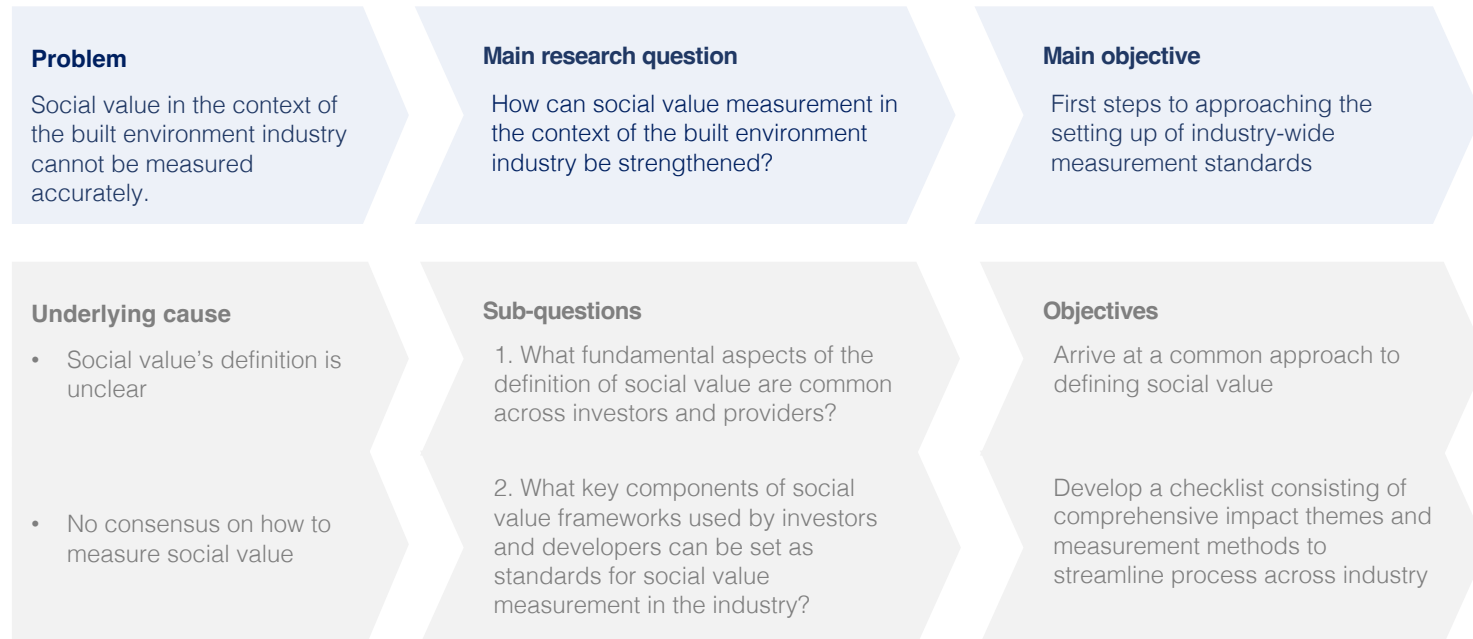 Problem
Social value in the context of
the built environment industry
cannot be measured
accurately.
Main research question
How can social value measurement in
the context of the built environment
industry be strengthened?
Main objective
First steps to approaching the
setting up of industry-wide
measurement standards
Underlying cause
• Social value’s definition is
unclear
• No consensus on how to
measure social value
Sub-questions
1. What fundamental aspects of the
definition of social value are common
across investors and providers?
2. What key components of social
value frameworks used by investors
and developers can be set as
standards for social value
measurement in the industry?
Objectives
Arrive at a common approach to
defining social value
Develop a checklist consisting of
comprehensive impact themes and
measurement methods to
streamline process across industry